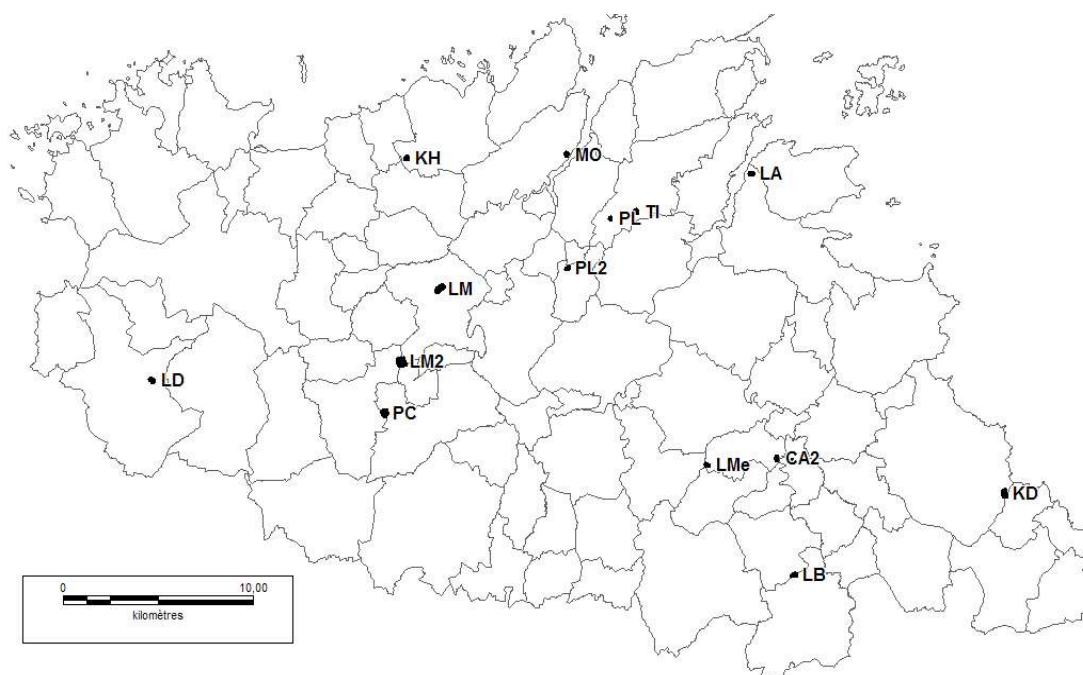 KH
MO
LA
TI
PL
PL2
LM
LM2
LD
PC
LMe
CA2
KD
LB
0 10,00
kilomètres